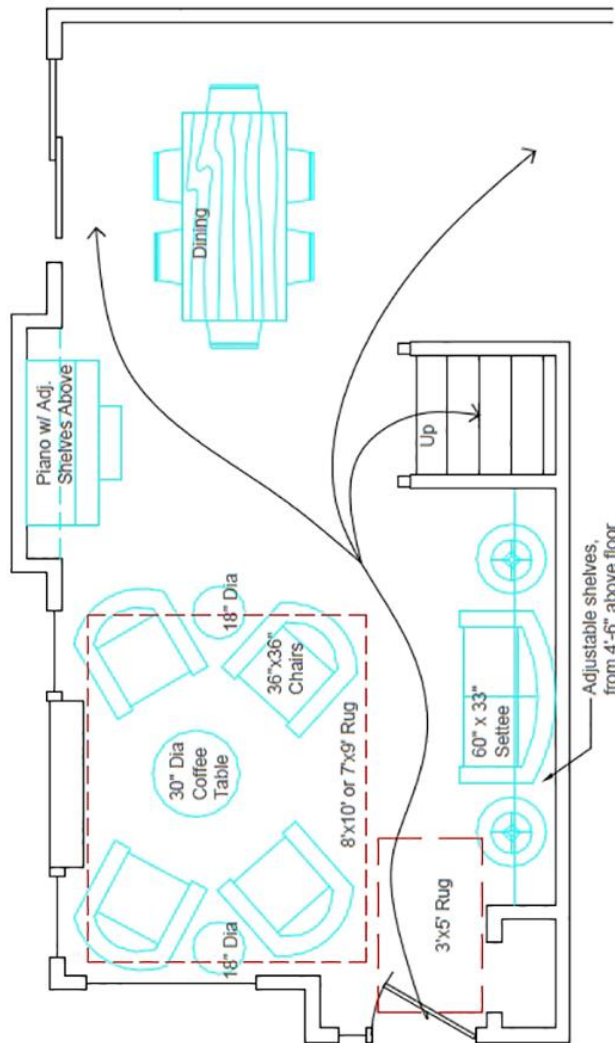 Dining
Piano w/ Adj.
Shelves Above
Up
18" Dia
36"x36"
Chairs
30" Dia
Coffee
Table
8'x10' or 7'x9' Rug
18" Dia
60" x 33"
Settee
3'x5' Rug
Adjustable shelves,
from 4'-6" above floor